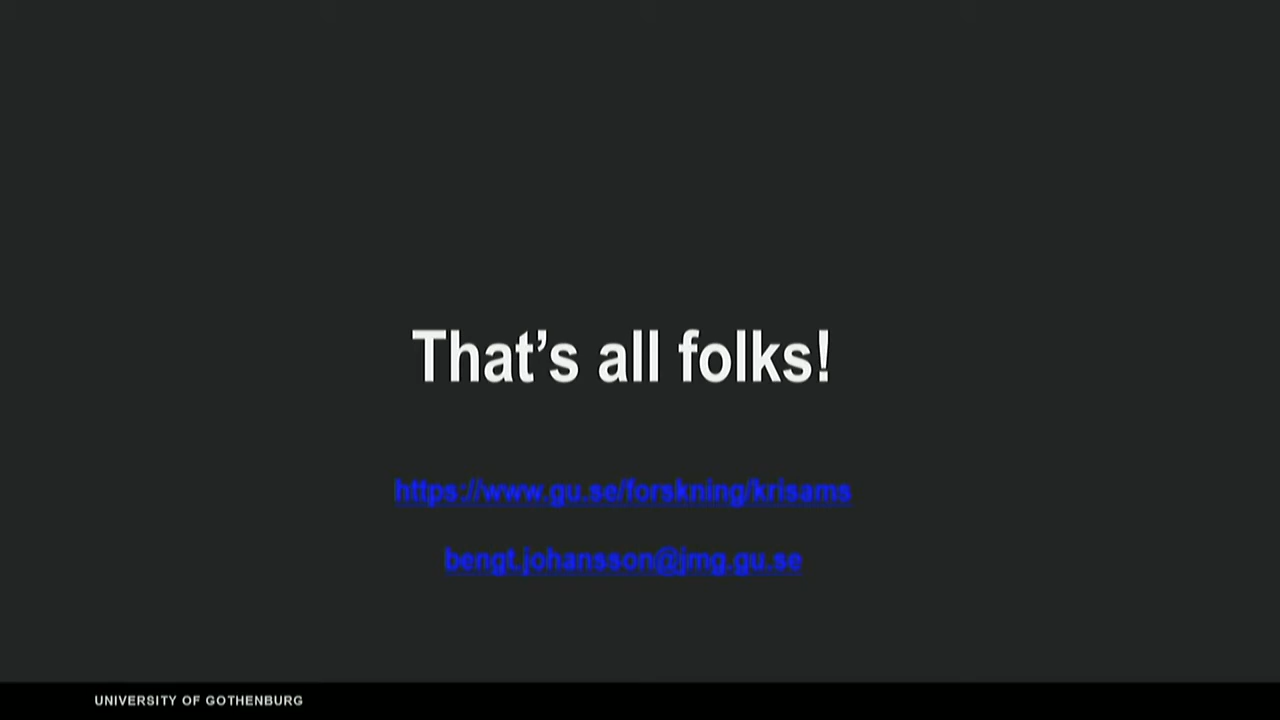 That’s all folks!
https://www.gu.se/forskning/krisams
bengt.johansson@jmg.gu.se
UNIVERSITY OF GOTHENBURG